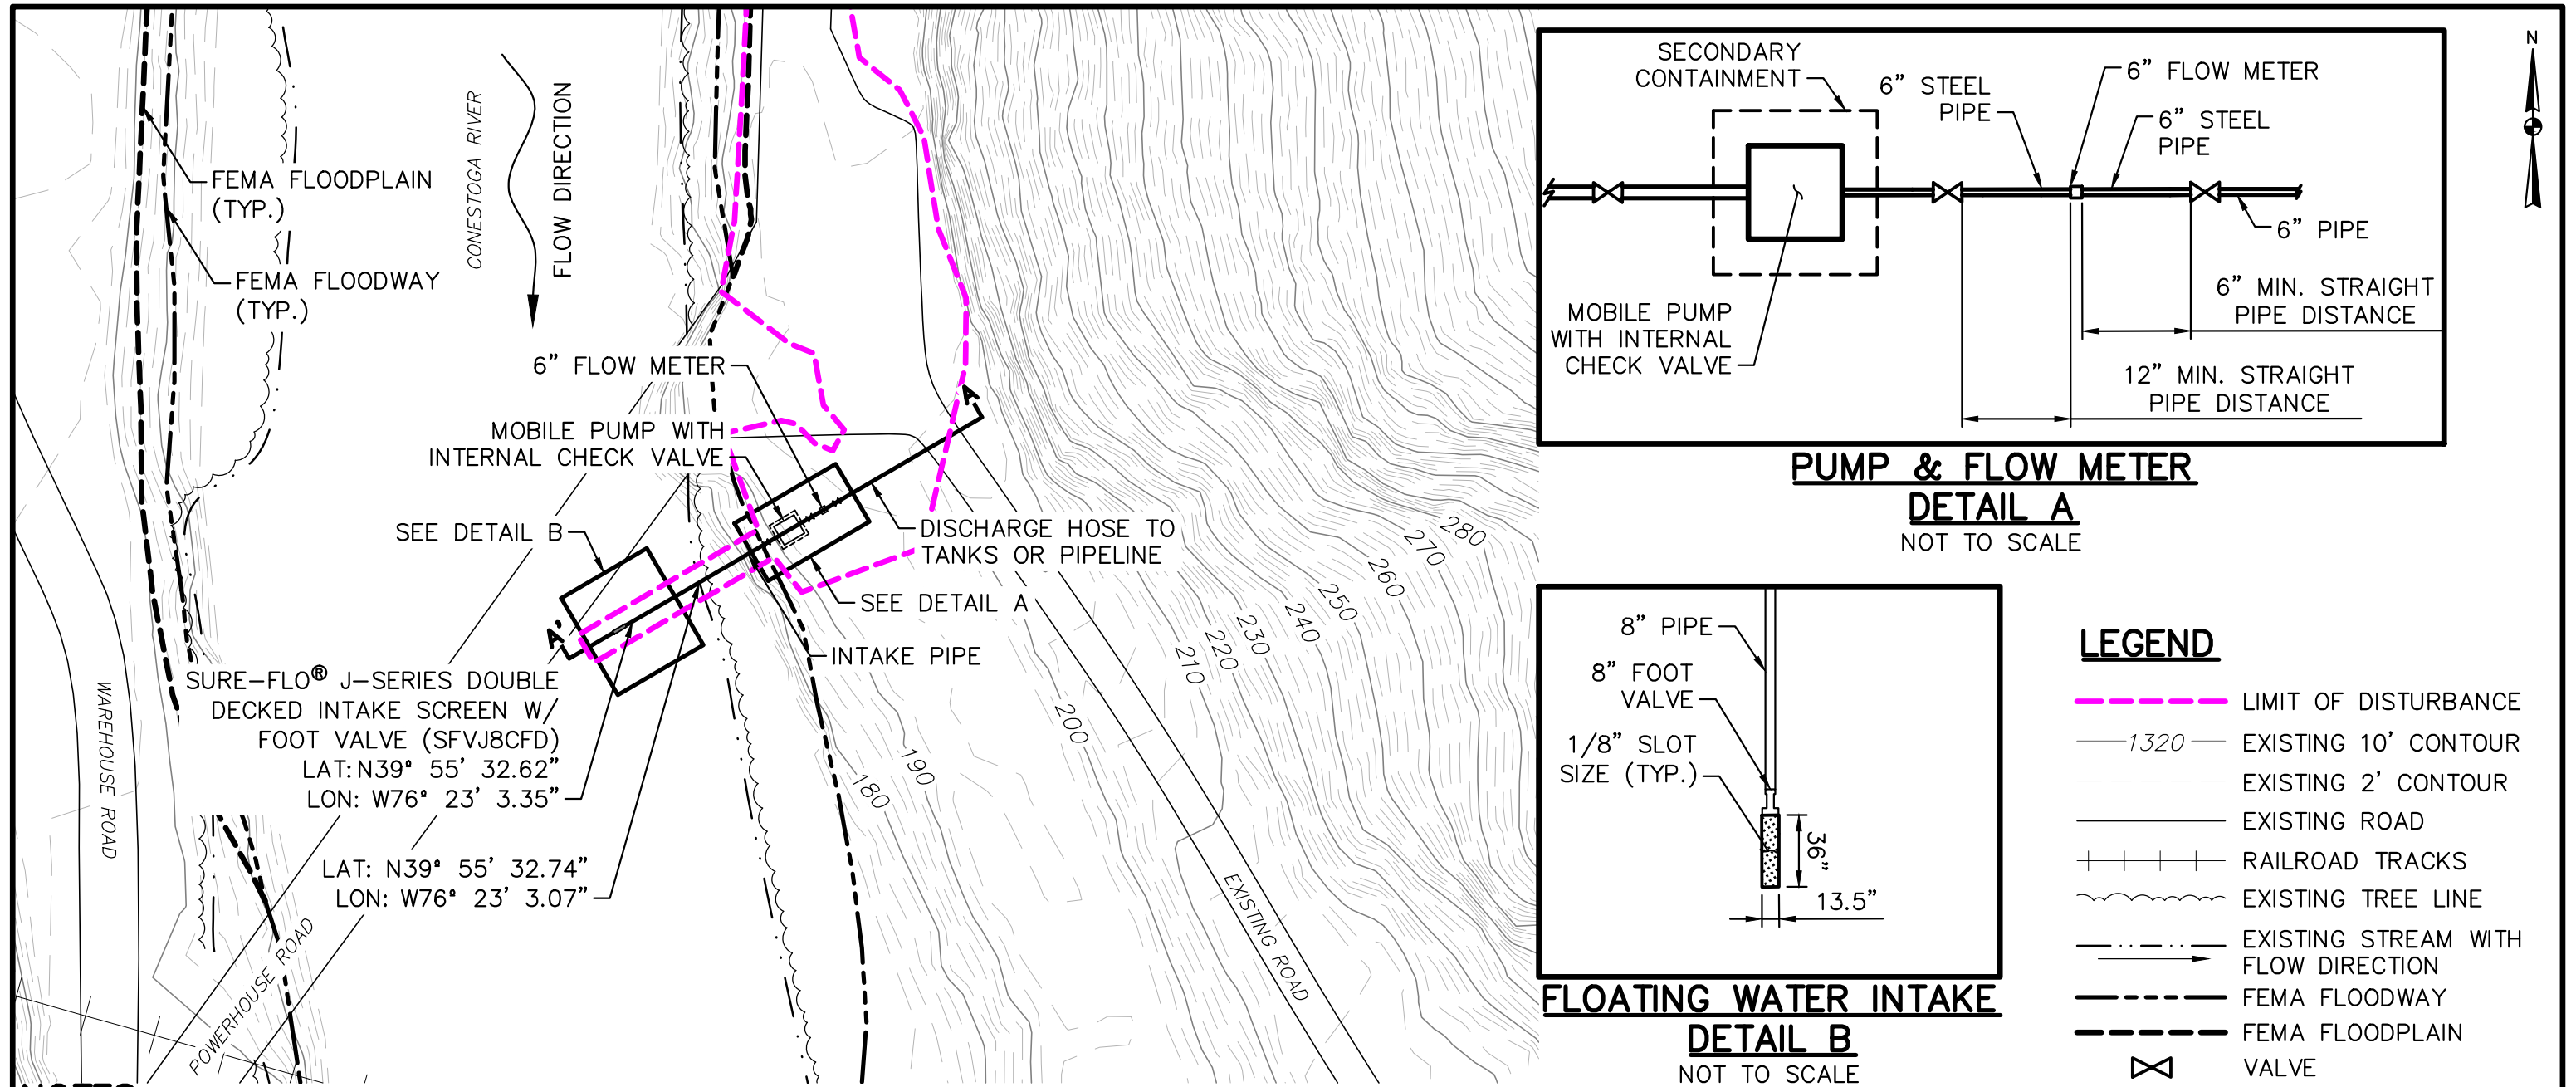 FEMA FLOODPLAIN
(TYP.)
FEMA FLOODWAY
(TYP.)
CONESTOGA RIVER
FLOW DIRECTION
6" FLOW METER
MOBILE PUMP WITH
INTERNAL CHECK VALVE
SEE DETAIL B
A'
A
DISCHARGE HOSE TO
TANKS OR PIPELINE
SEE DETAIL A
INTAKE PIPE
SURE-FLO® J-SERIES DOUBLE
DECKED INTAKE SCREEN W/
FOOT VALVE (SFVJ8CFD)
LAT: N39° 55' 32.62"
LON: W76° 23' 3.35"
LAT: N39° 55' 32.74"
LON: W76° 23' 3.07"
WAREHOUSE ROAD
POWERHOUSE ROAD
EXISTING ROAD
180
190
200
210
220
230
240
250
260
270
280
SECONDARY
CONTAINMENT
6" STEEL
PIPE
6" FLOW METER
6" STEEL
PIPE
6" PIPE
MOBILE PUMP
WITH INTERNAL
CHECK VALVE
6" MIN. STRAIGHT
PIPE DISTANCE
12" MIN. STRAIGHT
PIPE DISTANCE
PUMP & FLOW METER
DETAIL A
NOT TO SCALE
N
8" PIPE
8" FOOT
VALVE
1/8" SLOT
SIZE (TYP.)
36"
13.5"
FLOATING WATER INTAKE
DETAIL B
NOT TO SCALE
LEGEND
LIMIT OF DISTURBANCE
1320
EXISTING 10' CONTOUR
EXISTING 2' CONTOUR
EXISTING ROAD
RAILROAD TRACKS
EXISTING TREE LINE
EXISTING STREAM WITH
FLOW DIRECTION
FEMA FLOODWAY
FEMA FLOODPLAIN
VALVE